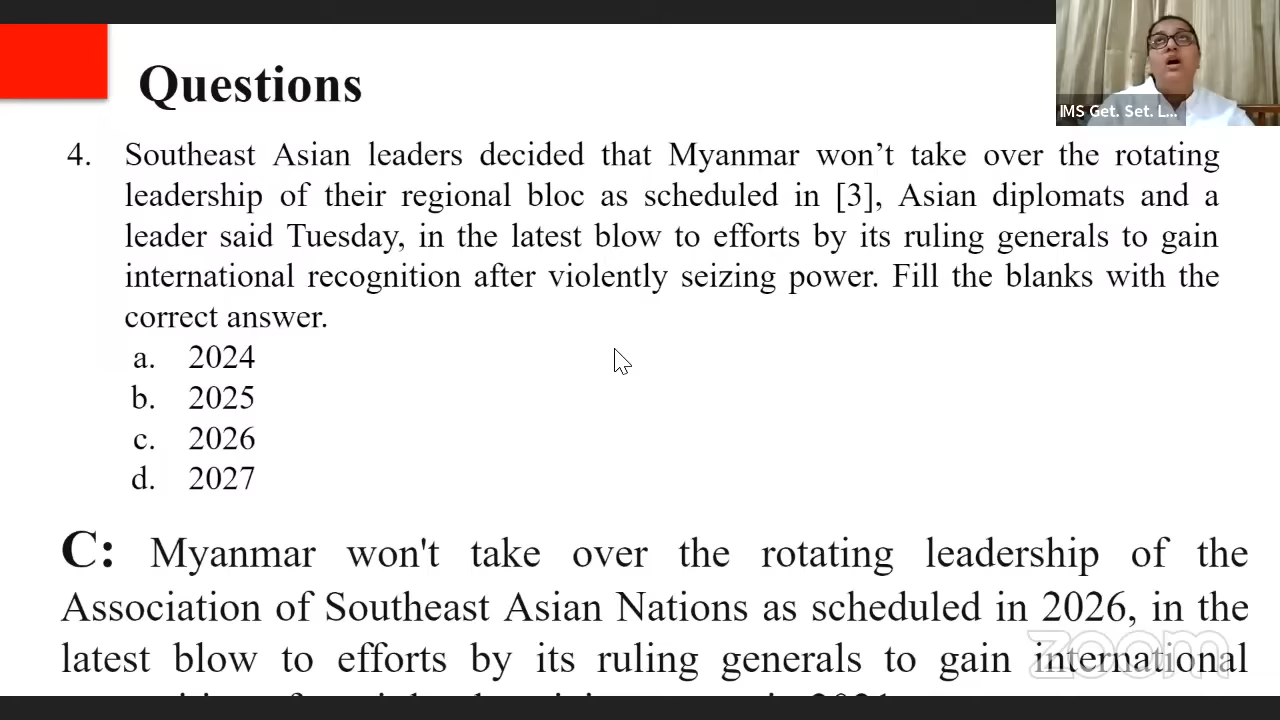 Questions
IMS Get. Set. L...
4. Southeast Asian leaders decided that Myanmar won’t take over the rotating
leadership of their regional bloc as scheduled in [3], Asian diplomats and a
leader said Tuesday, in the latest blow to efforts by its ruling generals to gain
international recognition after violently seizing power. Fill the blanks with the
correct answer.
a. 2024
b. 2025
c. 2026
d. 2027
C: Myanmar won't take over the rotating leadership of the
Association of Southeast Asian Nations as scheduled in 2026, in the
latest blow to efforts by its ruling generals to gain international
zoom